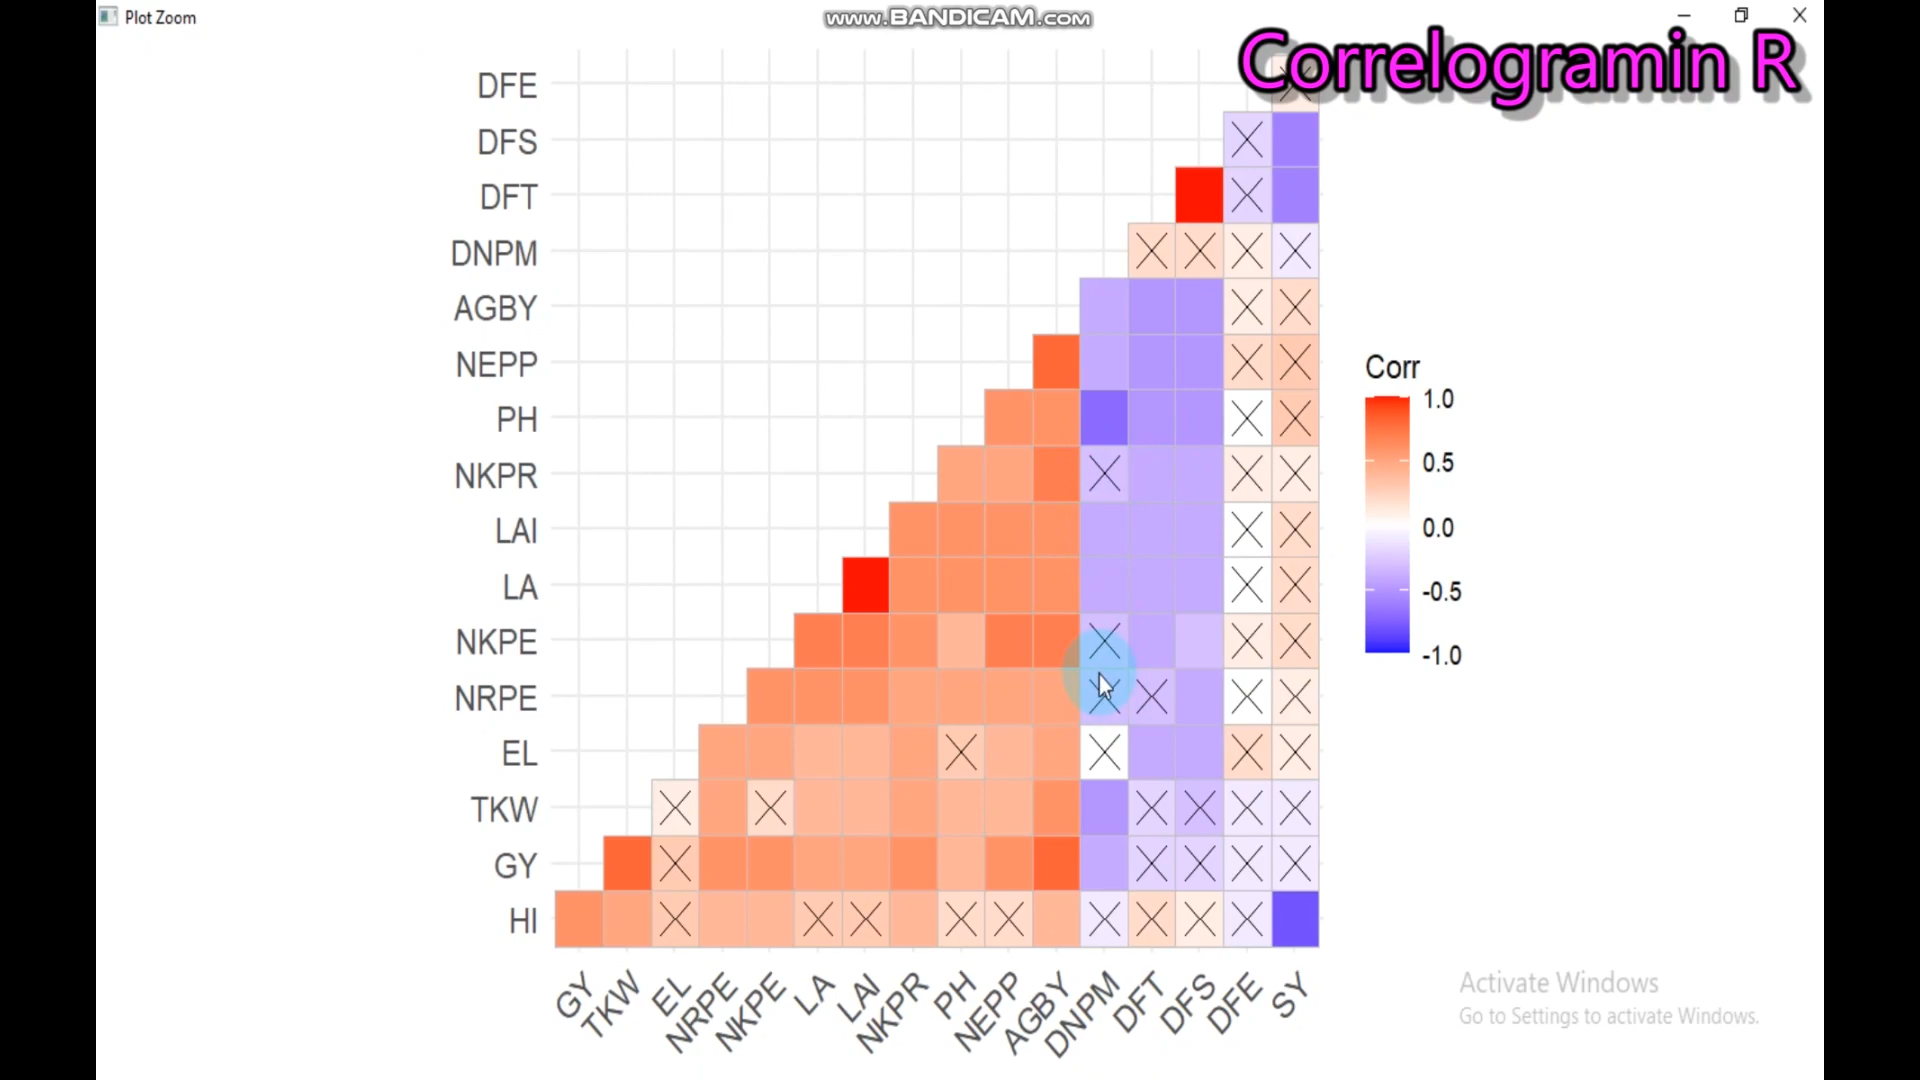 Plot Zoom
www.BANDICAM.com
Correlogramin R
DFE
DFS
DFT
DNPM
AGBY
NEPP
PH
NKPR
LAI
LA
NKPE
NRPE
EL
TKW
GY
HI
GY TKW EL NRPE NKPE LA LAI NKPR PH NEPP AGBY DNPM DFT DFS DFE SY
Corr
1.0
0.5
0.0
-0.5
-1.0
Activate Windows
Go to Settings to activate Windows.